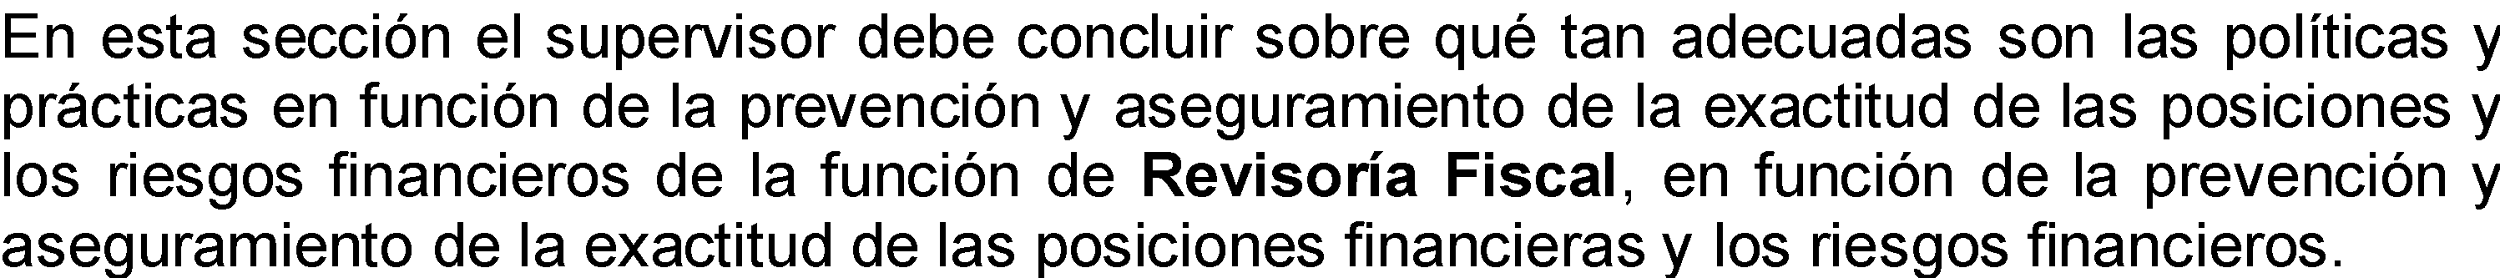 En esta sección el supervisor debe concluir sobre qué tan adecuadas son las políticas y
prácticas en función de la prevención y aseguramiento de la exactitud de las posiciones y
los riesgos financieros de la función de Revisoría Fiscal, en función de la prevención y
aseguramiento de la exactitud de las posiciones financieras y los riesgos financieros.